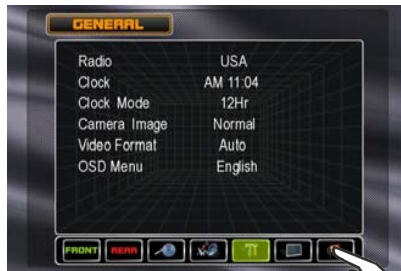 GENERAL
Radio USA
Clock AM 11:04
Clock Mode 12Hr
Camera Image Normal
Video Format Auto
OSD Menu English
FRONT REAR